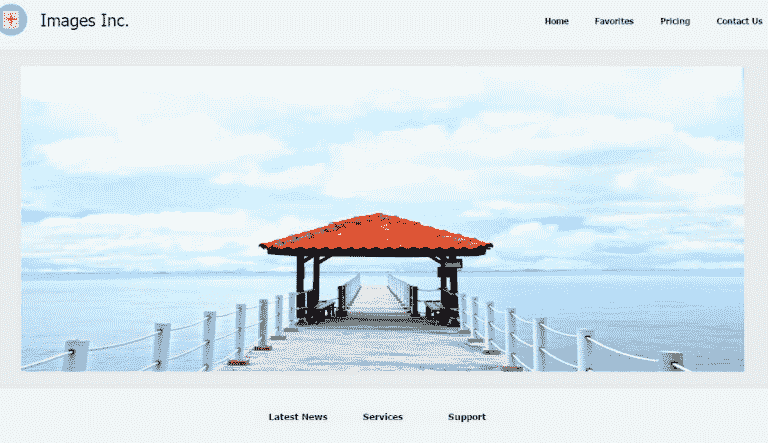 Images Inc.
Home Favorites Pricing Contact Us
Latest News Services Support